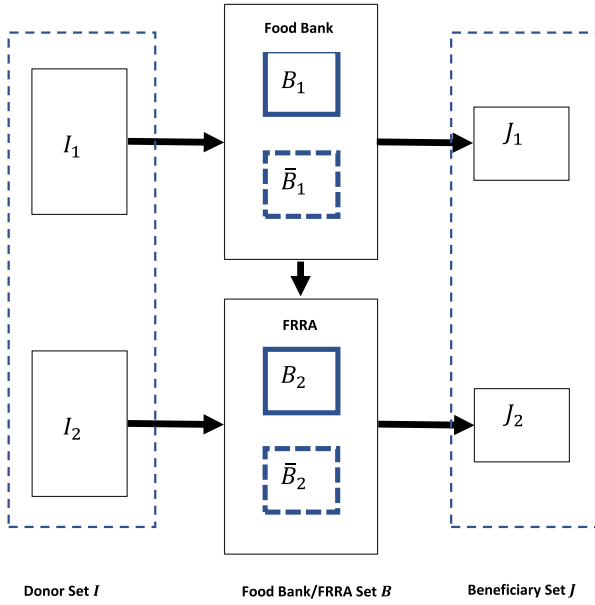 Food Bank
B₁
I₁
J₁
B̄₁
FRRA
B₂
I₂
J₂
B̄₂
Donor Set I
Food Bank/FRRA Set B
Beneficiary Set J